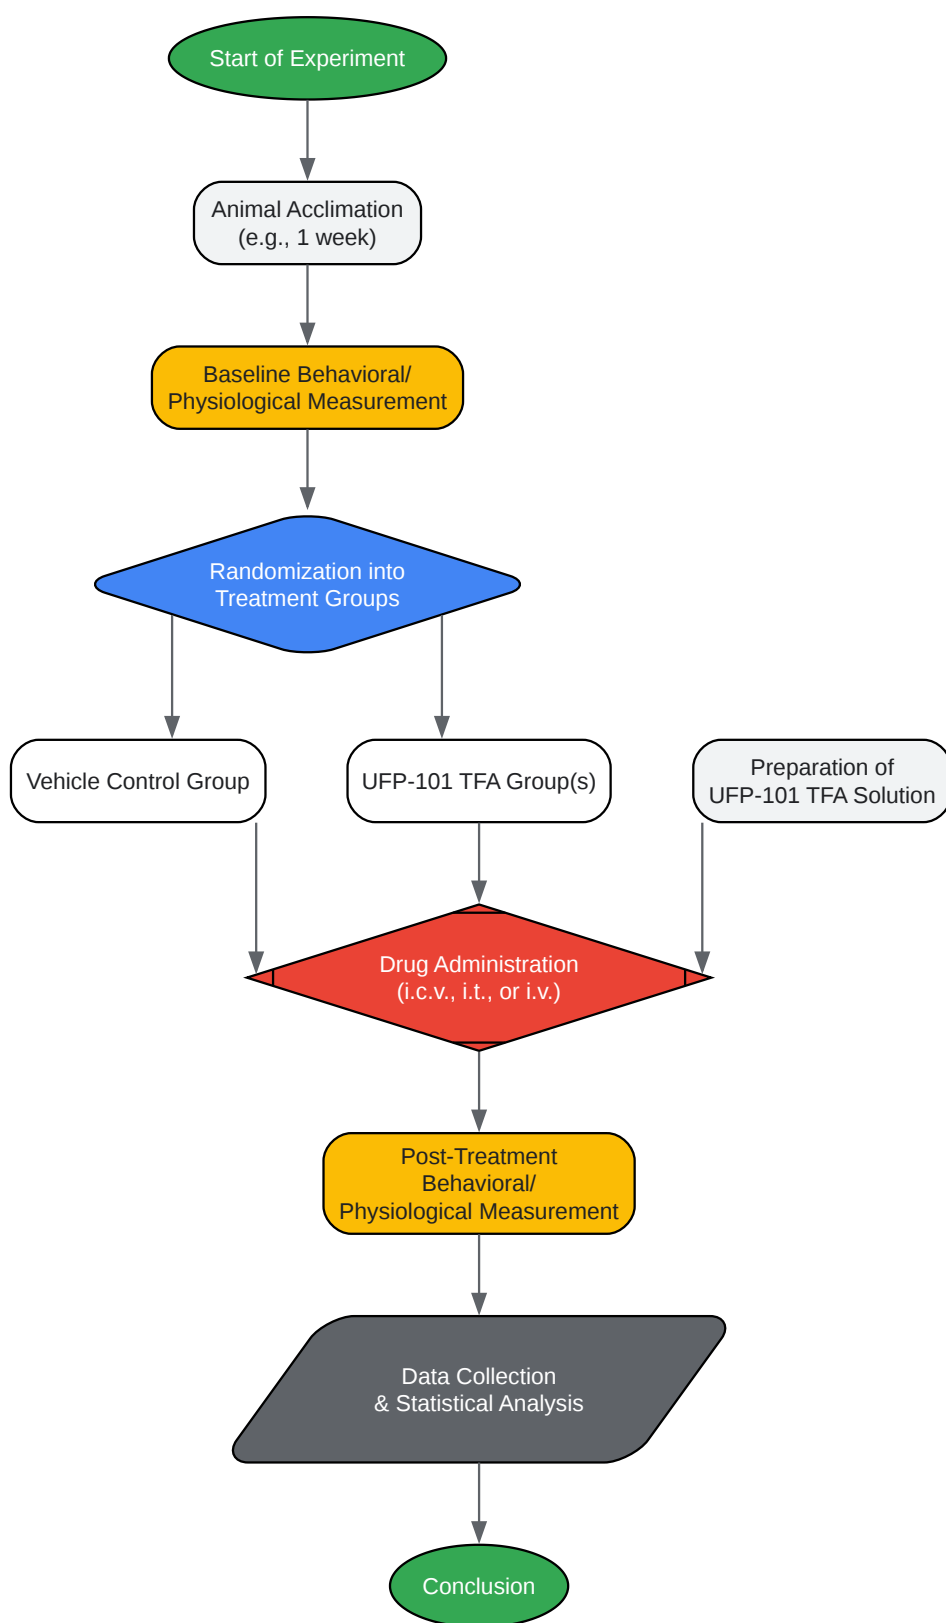 Start of Experiment
Animal Acclimation
(e.g., 1 week)
Baseline Behavioral/
Physiological Measurement
Randomization into
Treatment Groups
Vehicle Control Group
UFP-101 TFA Group(s)
Preparation of
UFP-101 TFA Solution
Drug Administration
(i.c.v., i.t., or i.v.)
Post-Treatment
Behavioral/
Physiological Measurement
Data Collection
& Statistical Analysis
Conclusion